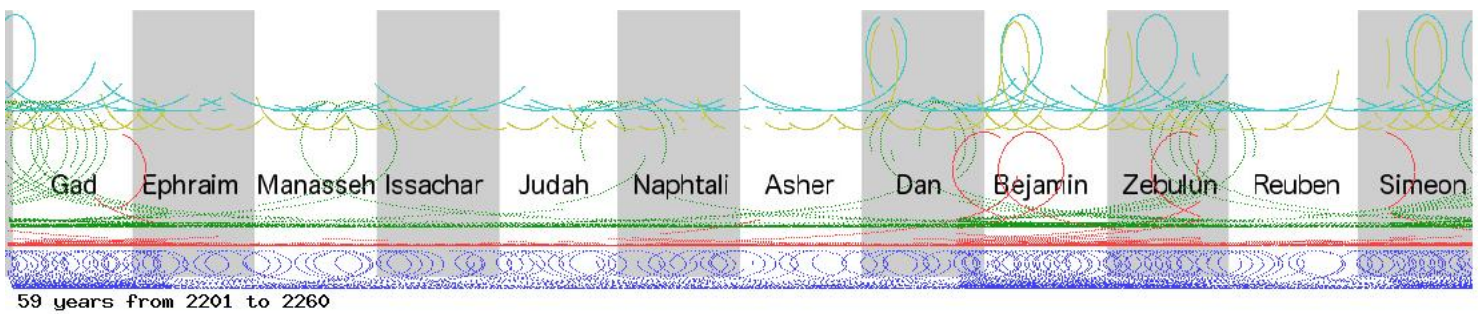 Gad Ephraim Manasseh Issachar Judah Naphtali Asher Dan Bejamin Zebulun Reuben Simeon
59 years from 2201 to 2260